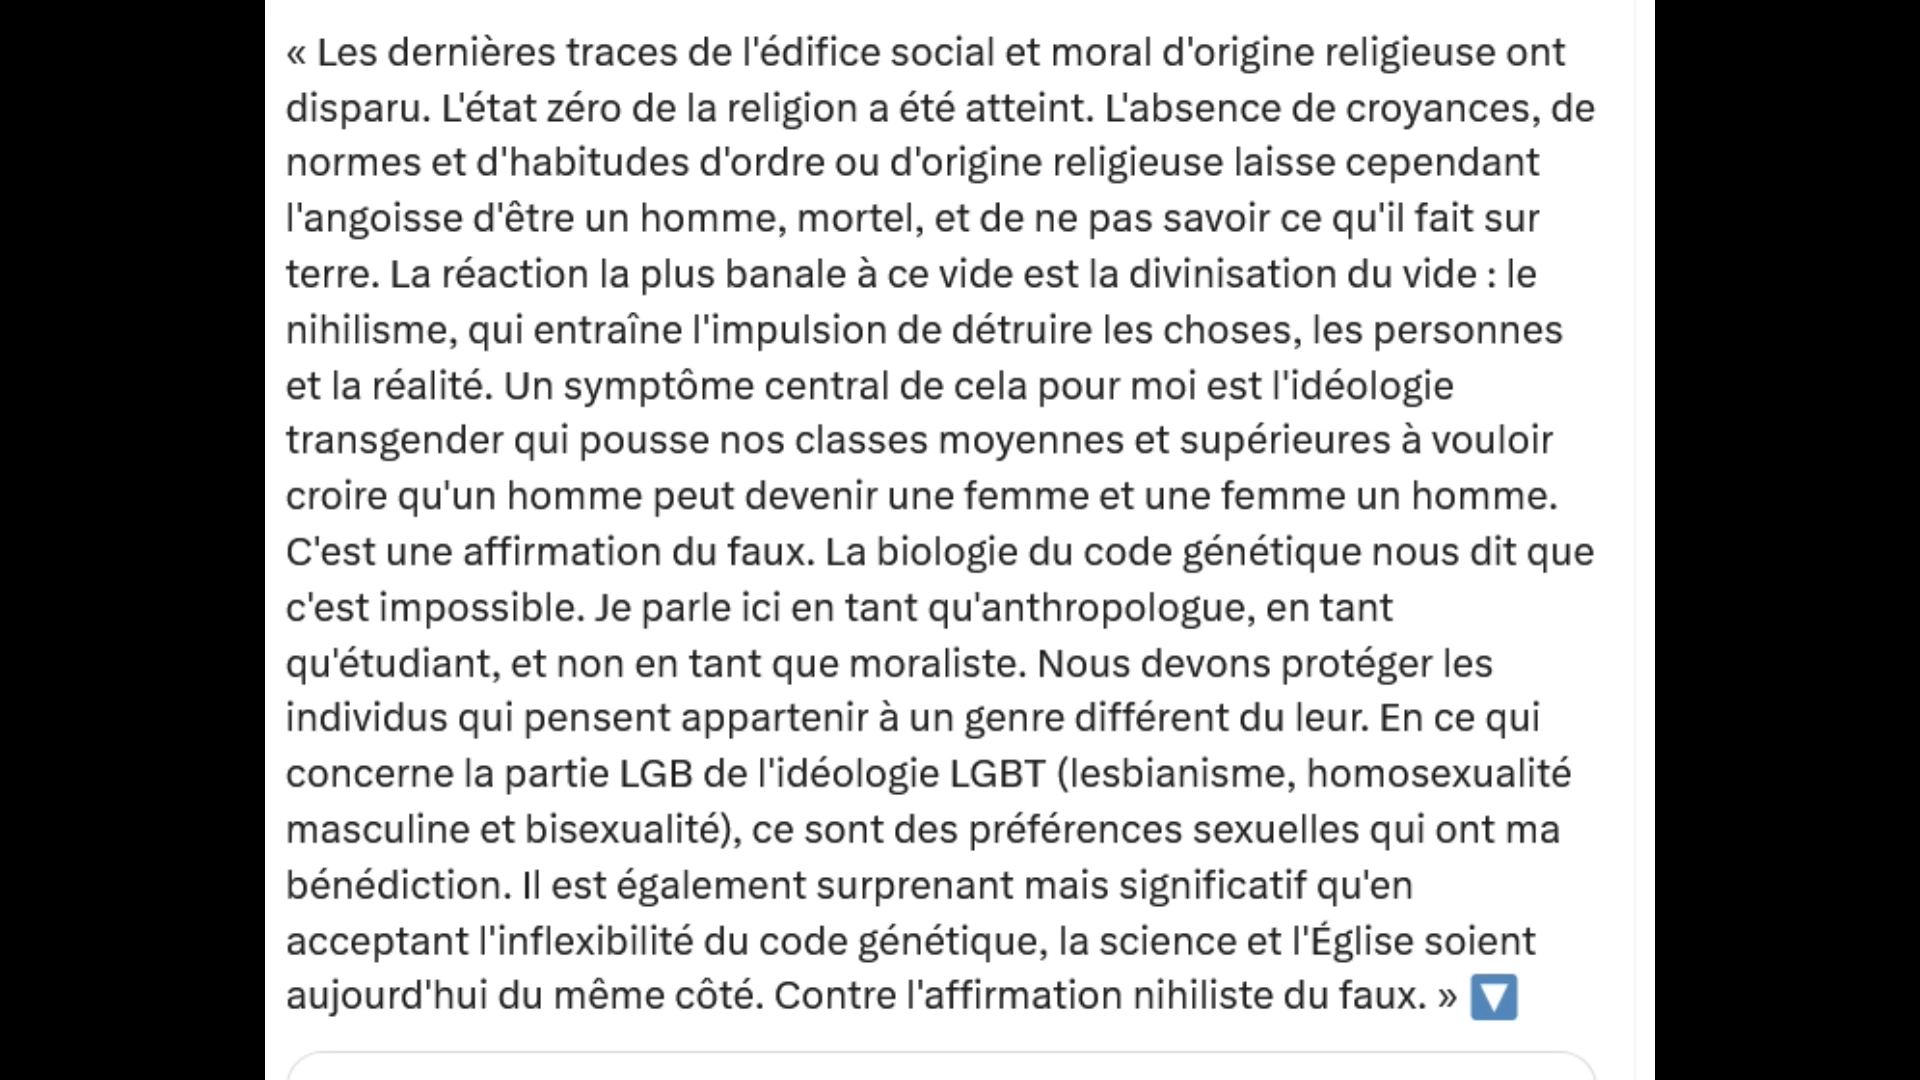 « Les dernières traces de l'édifice social et moral d'origine religieuse ont
disparu. L'état zéro de la religion a été atteint. L'absence de croyances, de
normes et d'habitudes d'ordre ou d'origine religieuse laisse cependant
l'angoisse d'être un homme, mortel, et de ne pas savoir ce qu'il fait sur
terre. La réaction la plus banale à ce vide est la divinisation du vide : le
nihilisme, qui entraîne l'impulsion de détruire les choses, les personnes
et la réalité. Un symptôme central de cela pour moi est l'idéologie
transgender qui pousse nos classes moyennes et supérieures à vouloir
croire qu'un homme peut devenir une femme et une femme un homme.
C'est une affirmation du faux. La biologie du code génétique nous dit que
c'est impossible. Je parle ici en tant qu'anthropologue, en tant
qu'étudiant, et non en tant que moraliste. Nous devons protéger les
individus qui pensent appartenir à un genre différent du leur. En ce qui
concerne la partie LGB de l'idéologie LGBT (lesbianisme, homosexualité
masculine et bisexualité), ce sont des préférences sexuelles qui ont ma
bénédiction. Il est également surprenant mais significatif qu'en
acceptant l'inflexibilité du code génétique, la science et l'Église soient
aujourd'hui du même côté. Contre l'affirmation nihiliste du faux. »